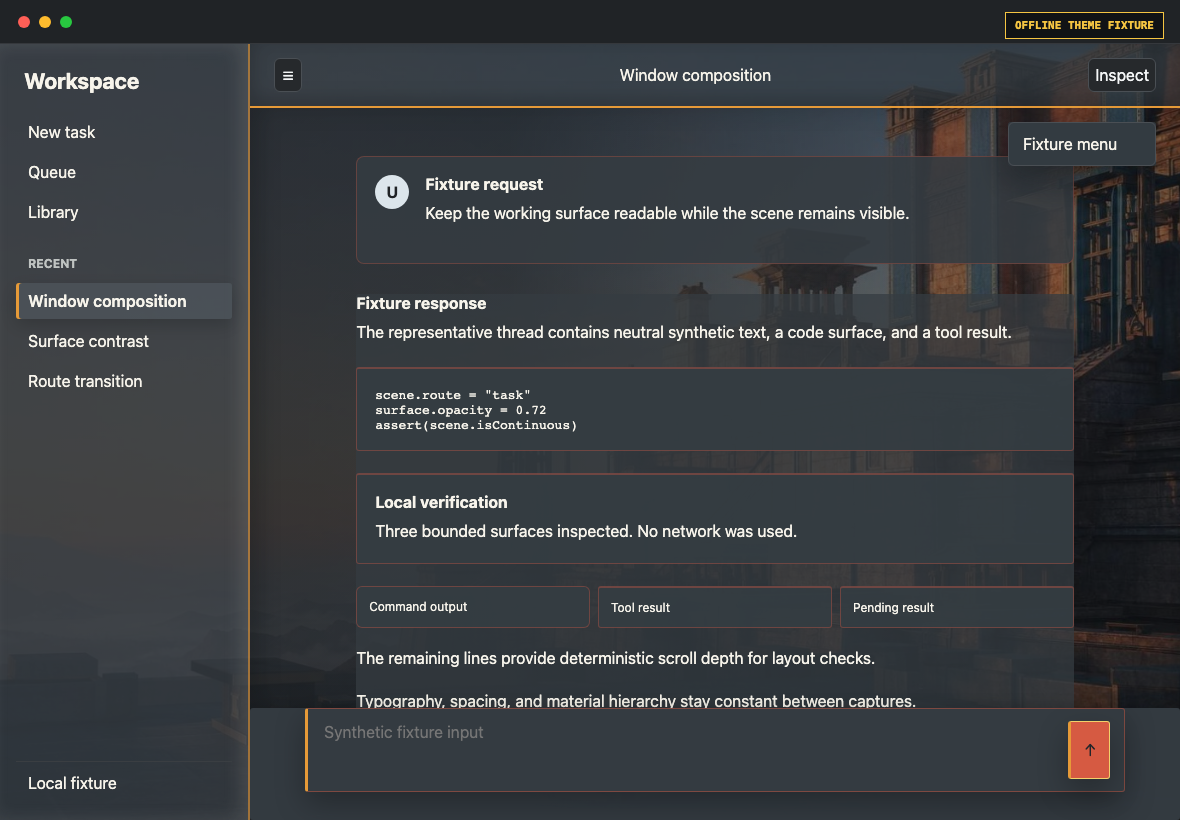 OFFLINE THEME FIXTURE
Workspace
New task
Queue
Library
RECENT
Window composition
Surface contrast
Route transition
Local fixture
Window composition
Inspect
Fixture menu
U
Fixture request
Keep the working surface readable while the scene remains visible.
Fixture response
The representative thread contains neutral synthetic text, a code surface, and a tool result.
scene.route = "task"
surface.opacity = 0.72
assert(scene.isContinuous)
Local verification
Three bounded surfaces inspected. No network was used.
Command output
Tool result
Pending result
The remaining lines provide deterministic scroll depth for layout checks.
Typography, spacing, and material hierarchy stay constant between captures.
Synthetic fixture input